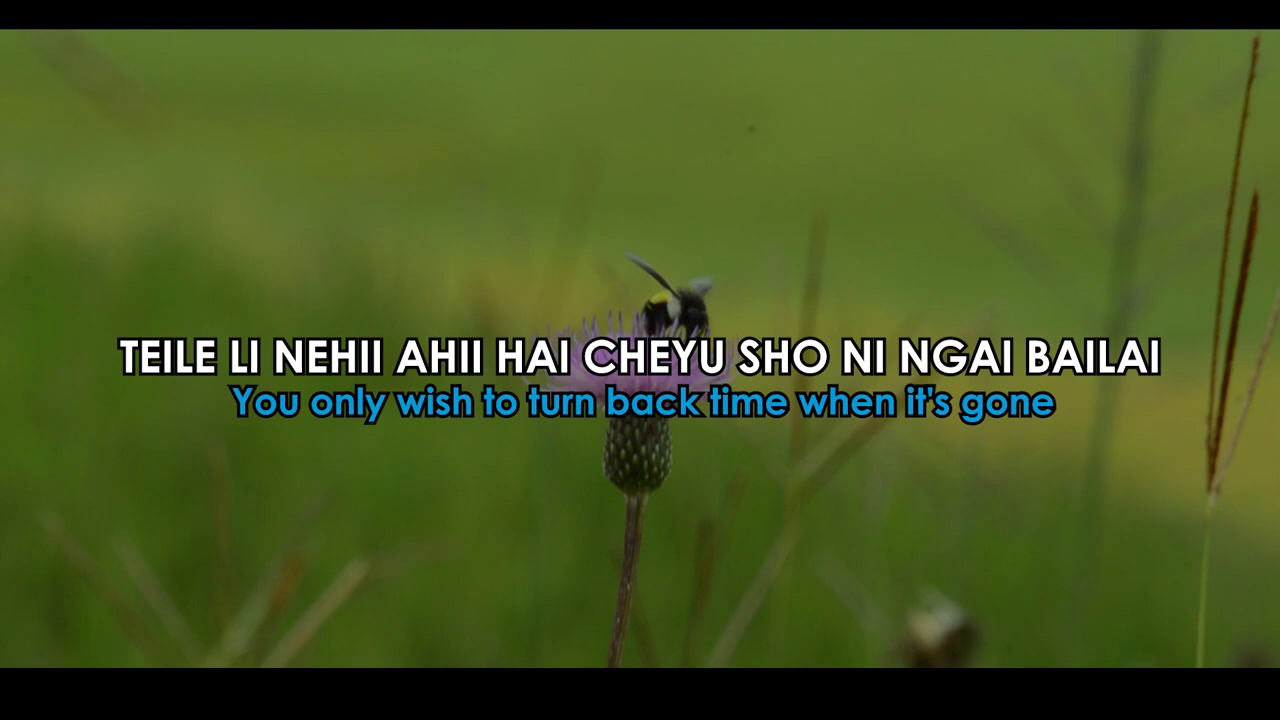 TEILE LI NEHII AHII HAI CHEYU SHO NI NGAI BAILAI
You only wish to turn back time when it's gone